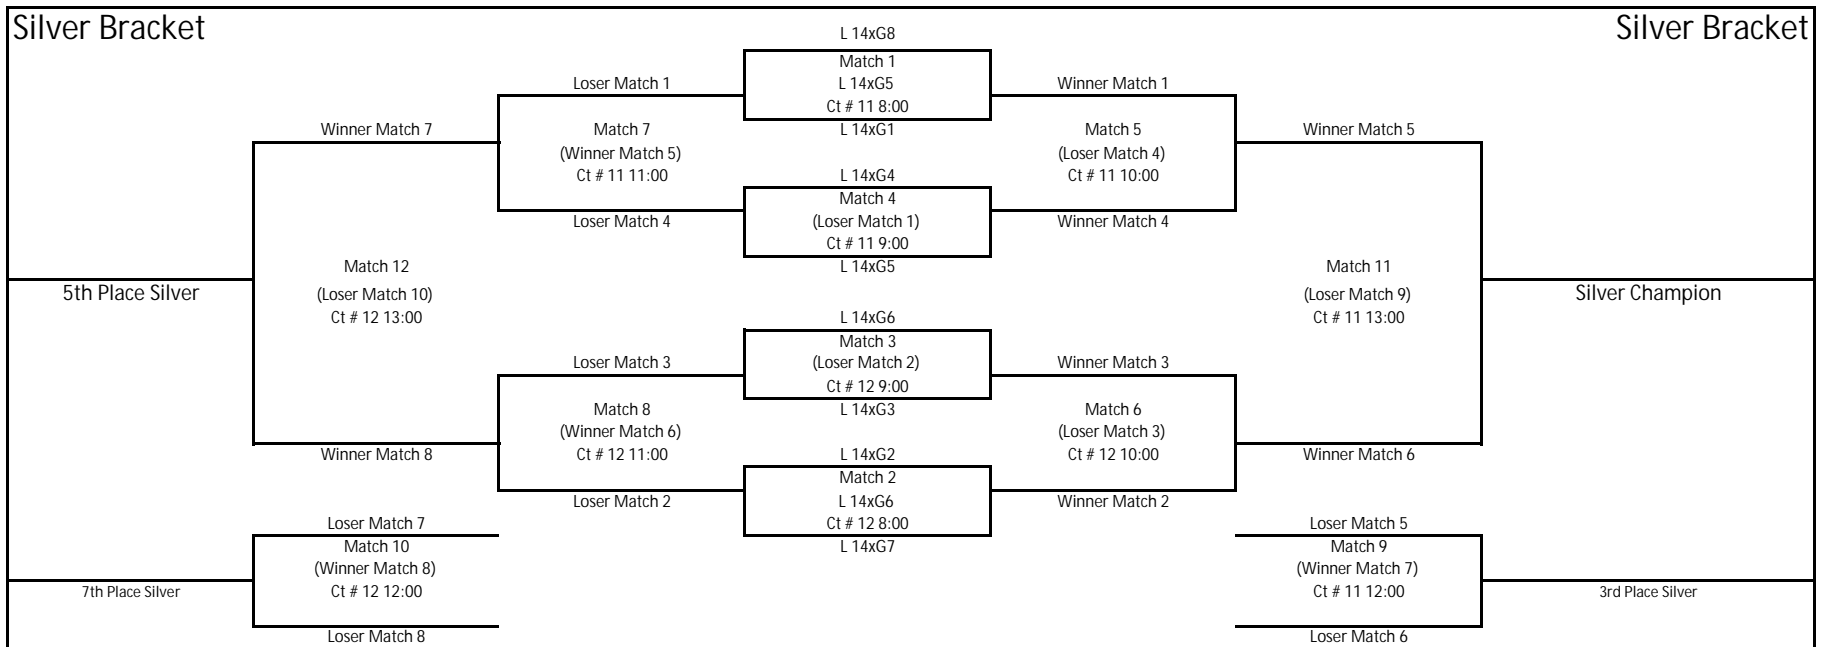 Silver Bracket
Silver Bracket
L 14xG8
Match 1
L 14xG5
Ct # 11 8:00
L 14xG1
Loser Match 1
Winner Match 1
Winner Match 7
Match 7
(Winner Match 5)
Ct # 11 11:00
Match 5
(Loser Match 4)
Ct # 11 10:00
Winner Match 5
L 14xG4
Match 4
(Loser Match 1)
Ct # 11 9:00
L 14xG5
Loser Match 4
Winner Match 4
5th Place Silver
Match 12
(Loser Match 10)
Ct # 12 13:00
Match 11
(Loser Match 9)
Ct # 11 13:00
Silver Champion
L 14xG6
Match 3
(Loser Match 2)
Ct # 12 9:00
L 14xG3
Loser Match 3
Winner Match 3
Match 8
(Winner Match 6)
Ct # 12 11:00
Match 6
(Loser Match 3)
Ct # 12 10:00
Winner Match 8
Winner Match 6
L 14xG2
Match 2
L 14xG6
Ct # 12 8:00
L 14xG7
Loser Match 2
Winner Match 2
Loser Match 7
Match 10
(Winner Match 8)
Ct # 12 12:00
Loser Match 8
7th Place Silver
Loser Match 5
Match 9
(Winner Match 7)
Ct # 11 12:00
Loser Match 6
3rd Place Silver